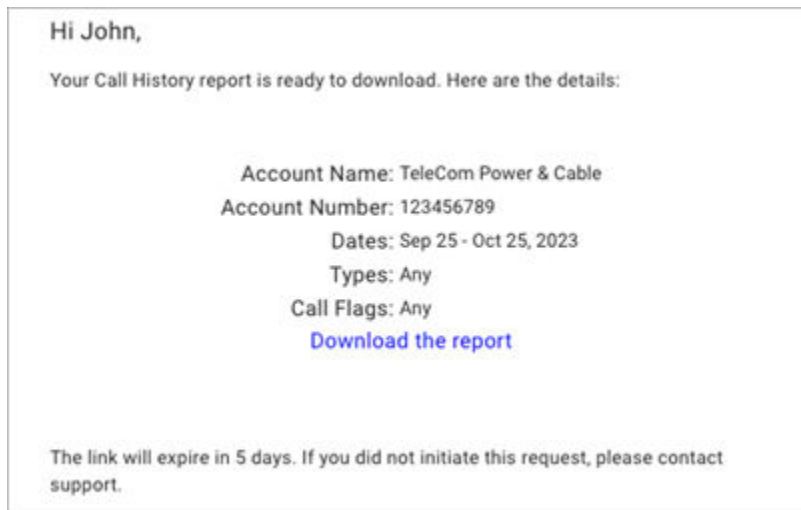 Hi John,
Your Call History report is ready to download. Here are the details:
Account Name: TeleCom Power & Cable
Account Number: 123456789
Dates: Sep 25 - Oct 25, 2023
Types: Any
Call Flags: Any
Download the report
The link will expire in 5 days. If you did not initiate this request, please contact
support.